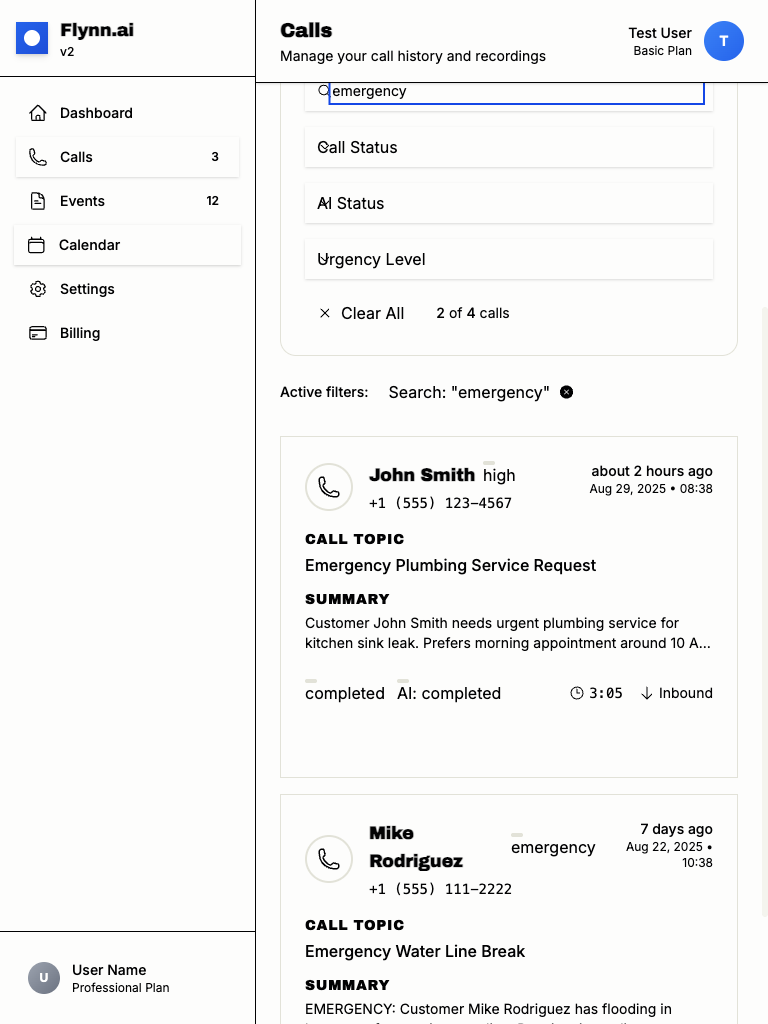 Flynn.ai
v2
Dashboard
Calls 3
Events 12
Calendar
Settings
Billing
User Name
U
Professional Plan
Calls
Manage your call history and recordings
Test User
Basic Plan
T
emergency
Call Status
AI Status
Urgency Level
Clear All 2 of 4 calls
Active filters: Search: "emergency"
John Smith high
+1 (555) 123-4567
about 2 hours ago
Aug 29, 2025 • 08:38
CALL TOPIC
Emergency Plumbing Service Request
SUMMARY
Customer John Smith needs urgent plumbing service for
kitchen sink leak. Prefers morning appointment around 10 A...
completed AI: completed 3:05 Inbound
Mike
Rodriguez
emergency
+1 (555) 111-2222
7 days ago
Aug 22, 2025 •
10:38
CALL TOPIC
Emergency Water Line Break
SUMMARY
EMERGENCY: Customer Mike Rodriguez has flooding in